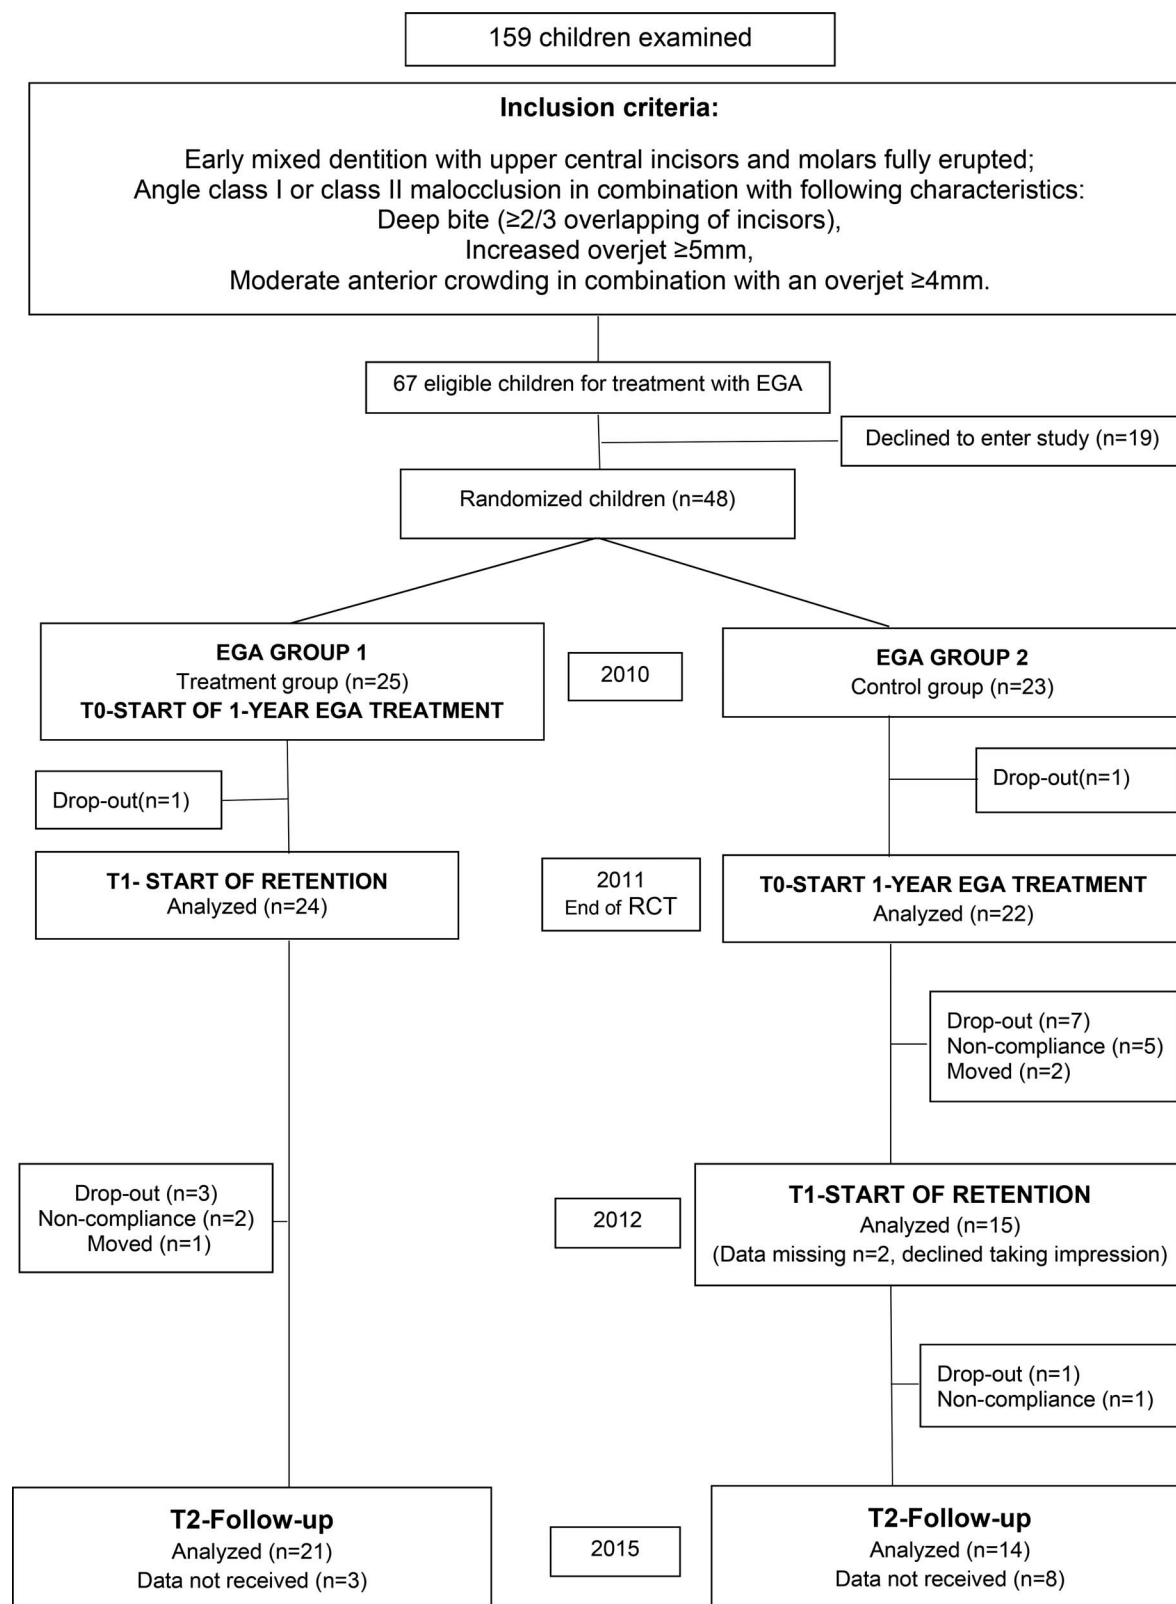 159 children examined
Inclusion criteria:
Early mixed dentition with upper central incisors and molars fully erupted;
Angle class I or class II malocclusion in combination with following characteristics:
Deep bite (≥2/3 overlapping of incisors),
Increased overjet ≥5mm,
Moderate anterior crowding in combination with an overjet ≥4mm.
67 eligible children for treatment with EGA
Declined to enter study (n=19)
Randomized children (n=48)
EGA GROUP 1
Treatment group (n=25)
T0-START OF 1-YEAR EGA TREATMENT
2010
EGA GROUP 2
Control group (n=23)
Drop-out(n=1)
Drop-out(n=1)
T1- START OF RETENTION
Analyzed (n=24)
2011
End of RCT
T0-START 1-YEAR EGA TREATMENT
Analyzed (n=22)
Drop-out (n=7)
Non-compliance (n=5)
Moved (n=2)
Drop-out (n=3)
Non-compliance (n=2)
Moved (n=1)
2012
T1-START OF RETENTION
Analyzed (n=15)
(Data missing n=2, declined taking impression)
Drop-out (n=1)
Non-compliance (n=1)
T2-Follow-up
Analyzed (n=21)
Data not received (n=3)
2015
T2-Follow-up
Analyzed (n=14)
Data not received (n=8)